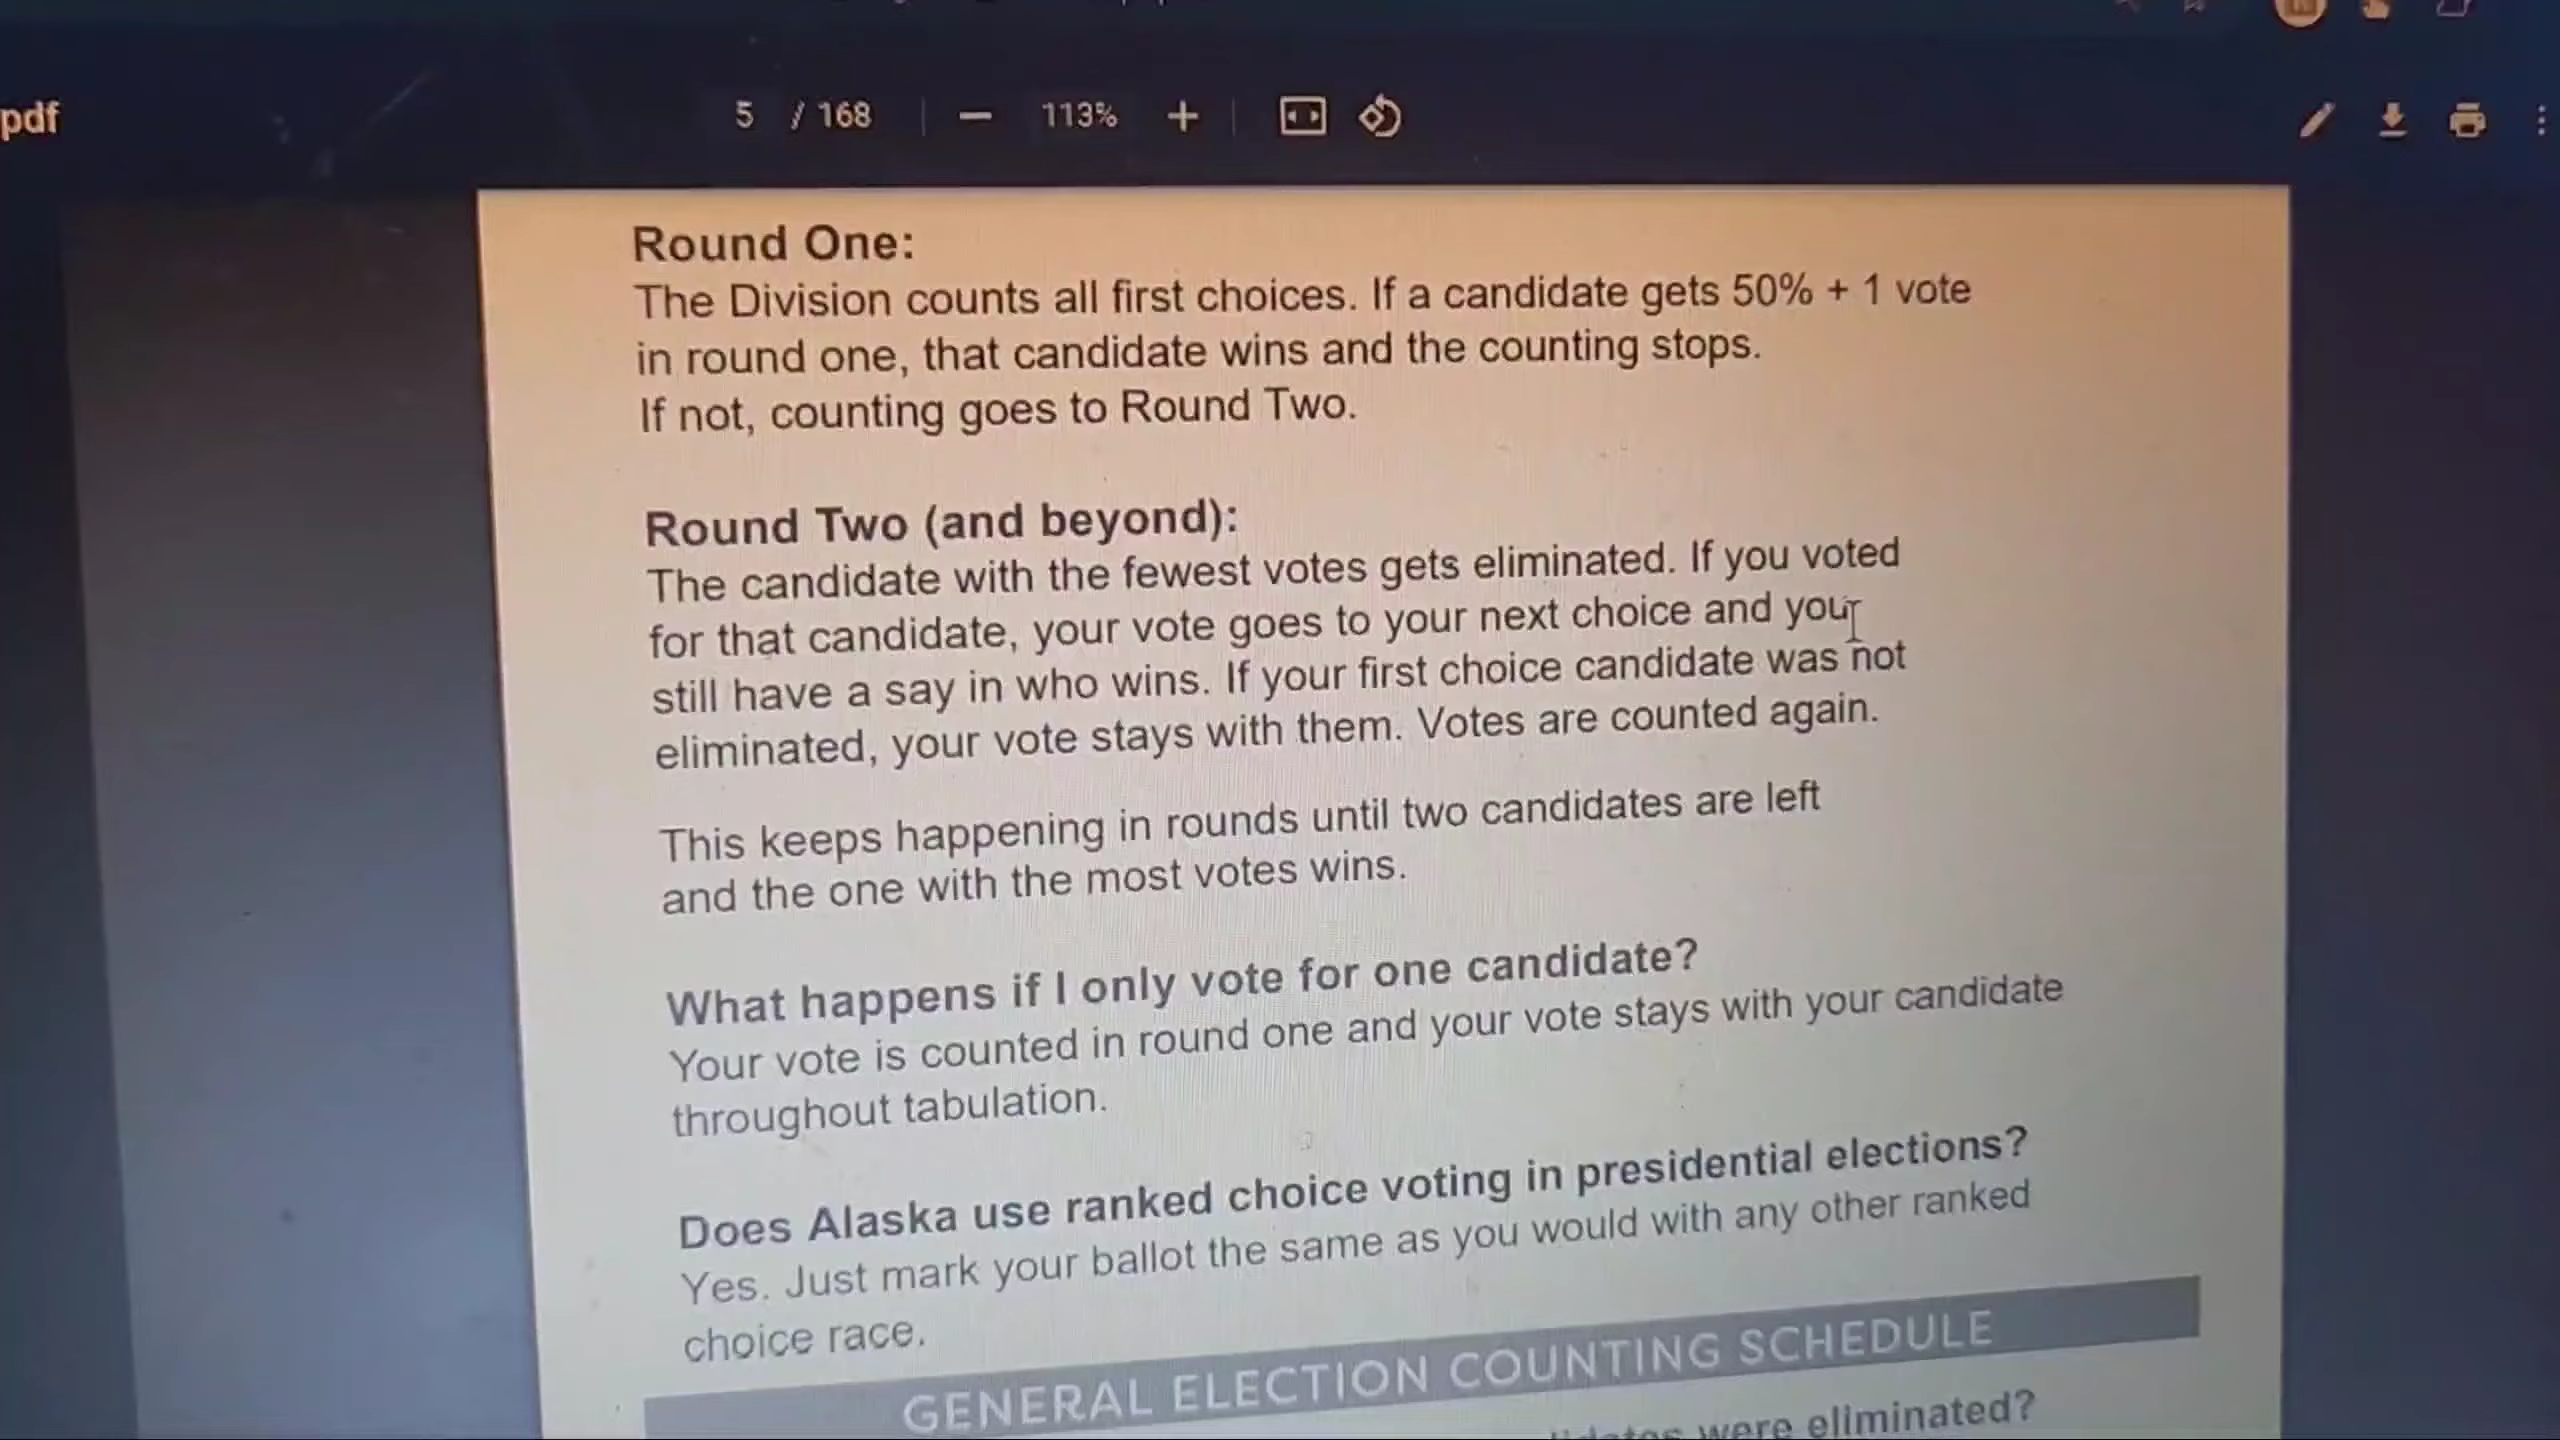 pdf
5 / 168
113%
Round One:
The Division counts all first choices. If a candidate gets 50% + 1 vote
in round one, that candidate wins and the counting stops.
If not, counting goes to Round Two.
Round Two (and beyond):
The candidate with the fewest votes gets eliminated. If you voted
for that candidate, your vote goes to your next choice and you
still have a say in who wins. If your first choice candidate was not
eliminated, your vote stays with them. Votes are counted again.
This keeps happening in rounds until two candidates are left
and the one with the most votes wins.
What happens if I only vote for one candidate?
Your vote is counted in round one and your vote stays with your candidate
throughout tabulation.
Does Alaska use ranked choice voting in presidential elections?
Yes. Just mark your ballot the same as you would with any other ranked
choice race.
GENERAL ELECTION COUNTING SCHEDULE
were eliminated?